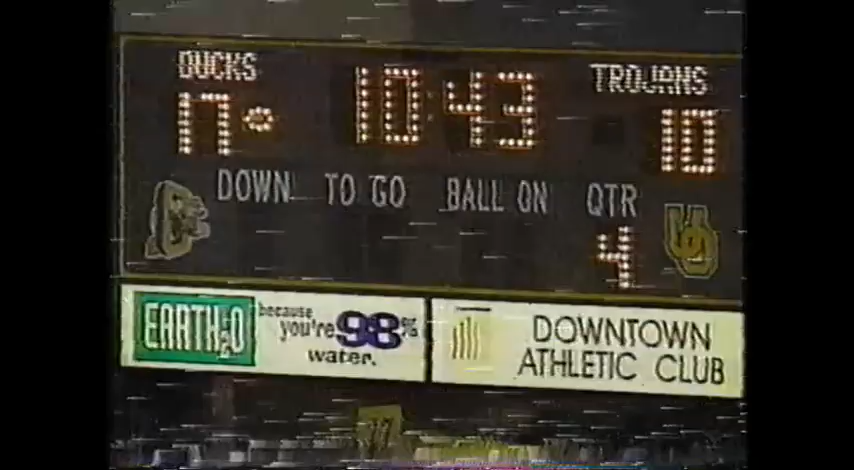 DUCKS 10:43 TROJANS
17 10
DOWN TO GO BALL ON QTR
4
EARTH2O because you're 98% water.
DOWNTOWN
ATHLETIC CLUB